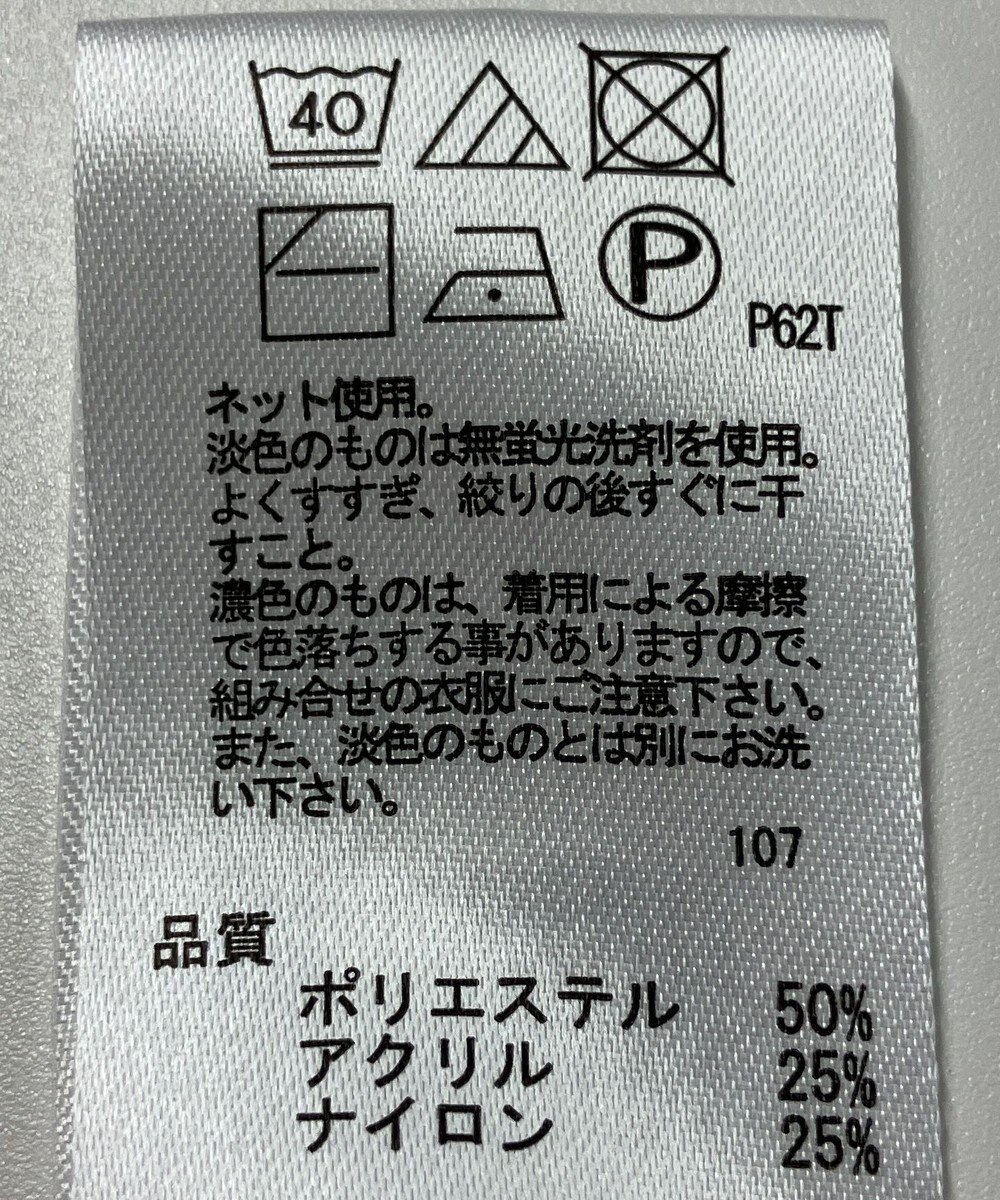 40
P
P62T
ネット使用。
淡色のものは無蛍光洗剤を使用。
よくすすぎ、絞りの後すぐに干
すこと。
濃色のものは、着用による摩擦
で色落ちする事がありますので、
組み合せの衣服にご注意下さい。
また、淡色のものとは別にお洗
い下さい。
107
品質
ポリエステル 50%
アクリル 25%
ナイロン 25%